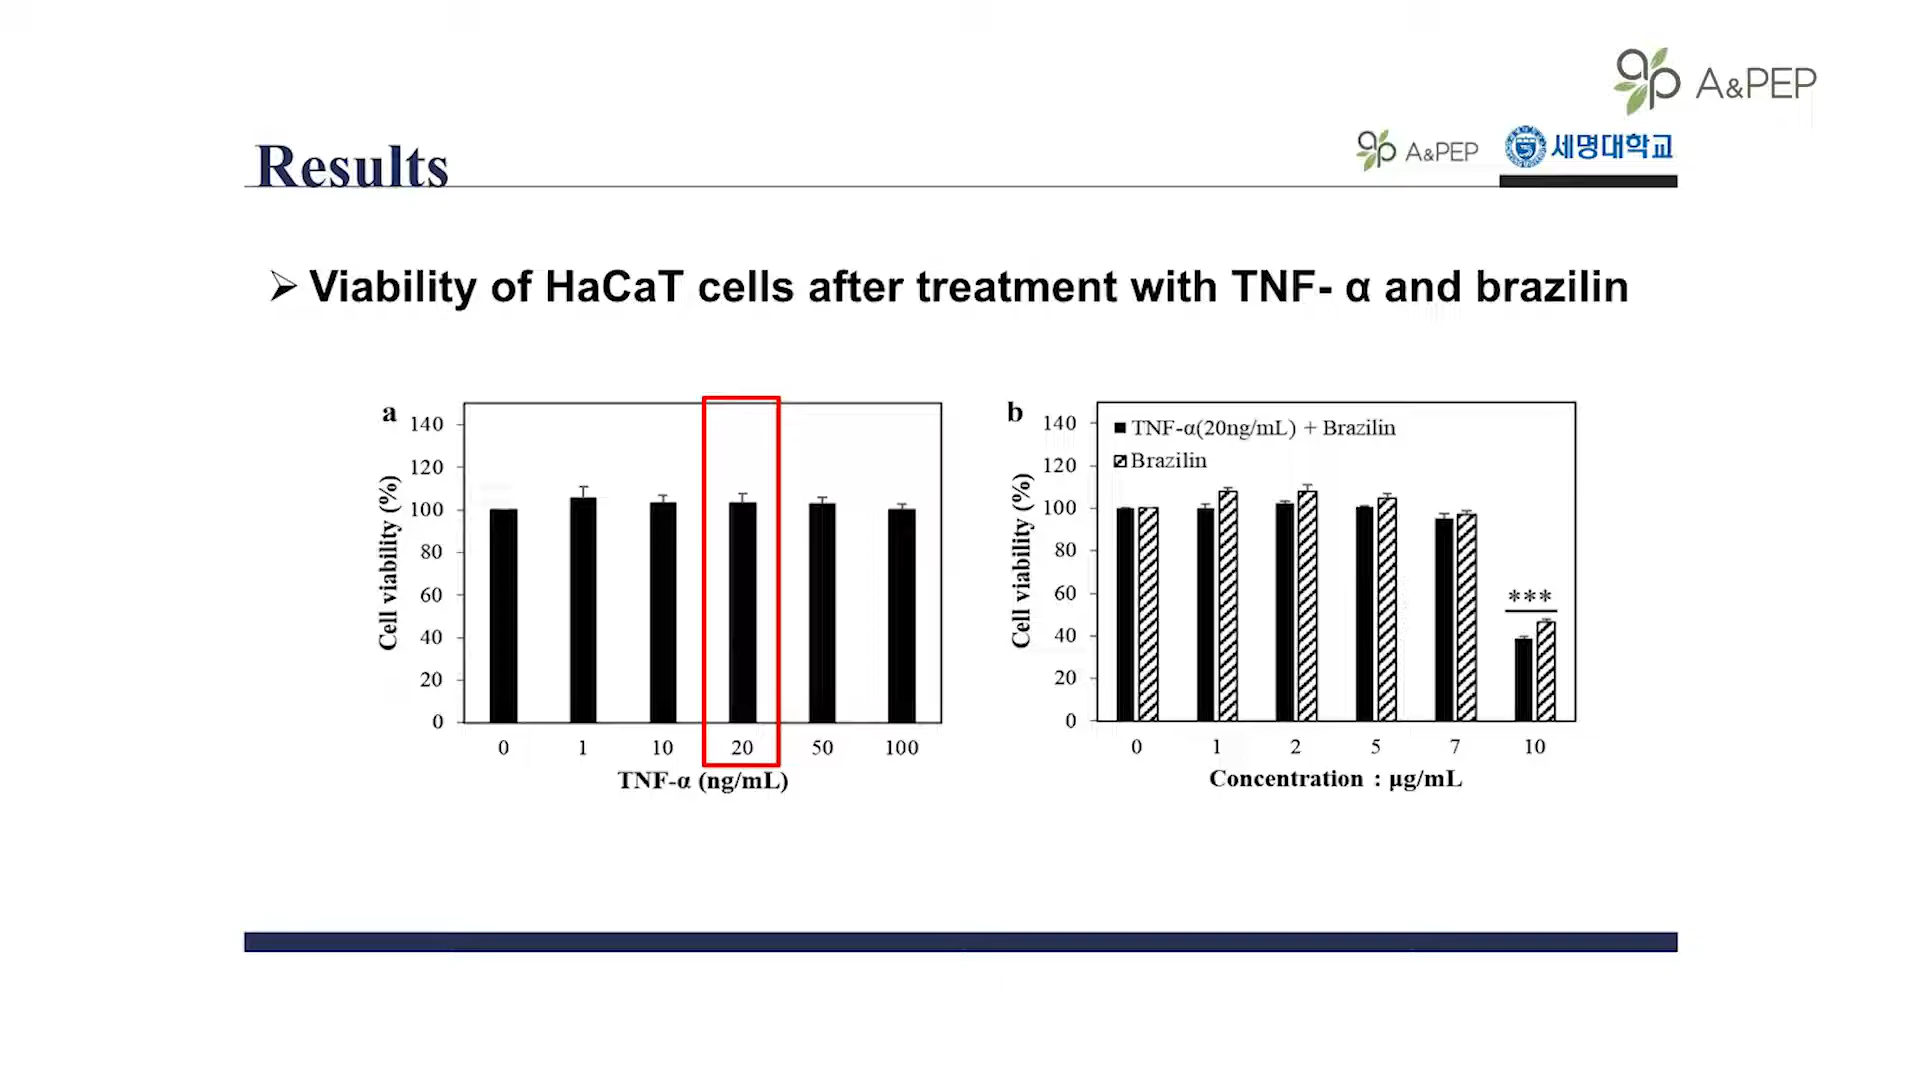 A&PEP
Results
A&PEP 세명대학교
➢ Viability of HaCaT cells after treatment with TNF- α and brazilin
a
140
120
100
80
60
40
20
0
Cell viability (%)
0 1 10 20 50 100
TNF-α (ng/mL)
b
140
120
100
80
60
40
20
0
Cell viability (%)
TNF-α(20ng/mL) + Brazilin
Brazilin
***
0 1 2 5 7 10
Concentration : μg/mL